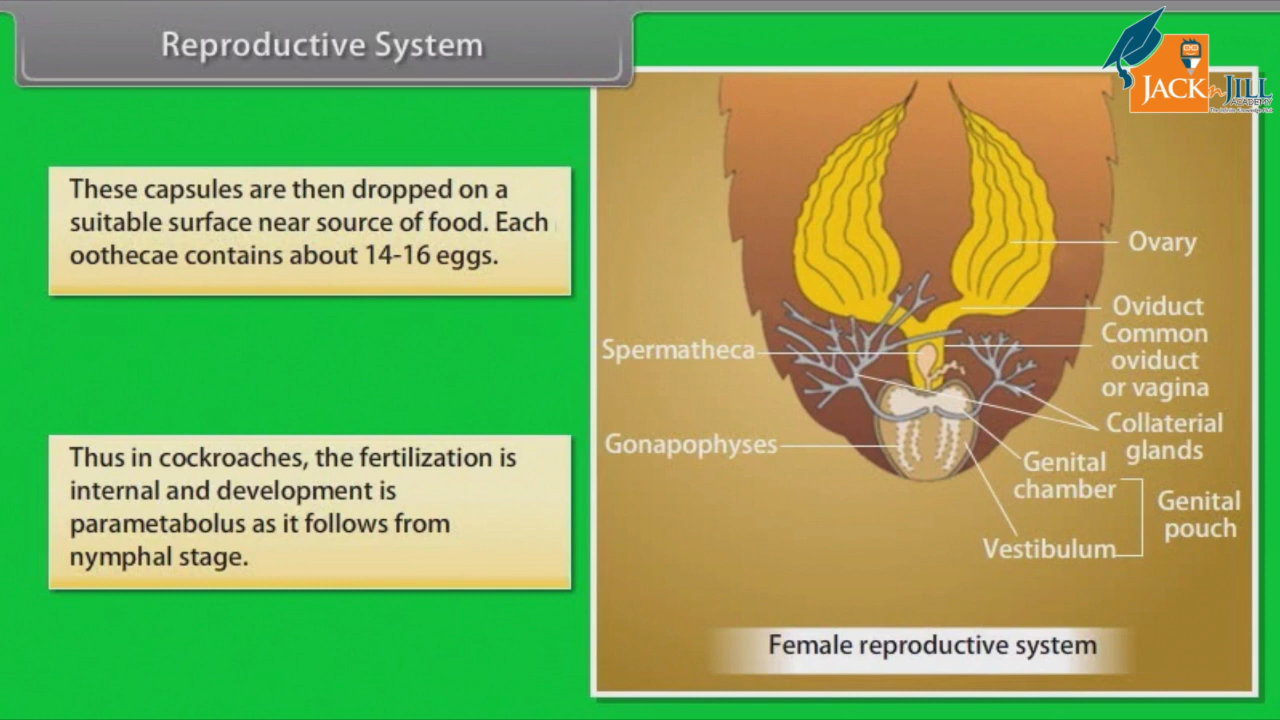 Reproductive System
JACK n JILL
ACADEMY
These capsules are then dropped on a
suitable surface near source of food. Each
oothecae contains about 14-16 eggs.
Thus in cockroaches, the fertilization is
internal and development is
parametabolus as it follows from
nymphal stage.
Ovary
Oviduct
Common
oviduct
or vagina
Spermatheca
Collaterial
glands
Gonapophyses
Genital
chamber
Genital
pouch
Vestibulum
Female reproductive system